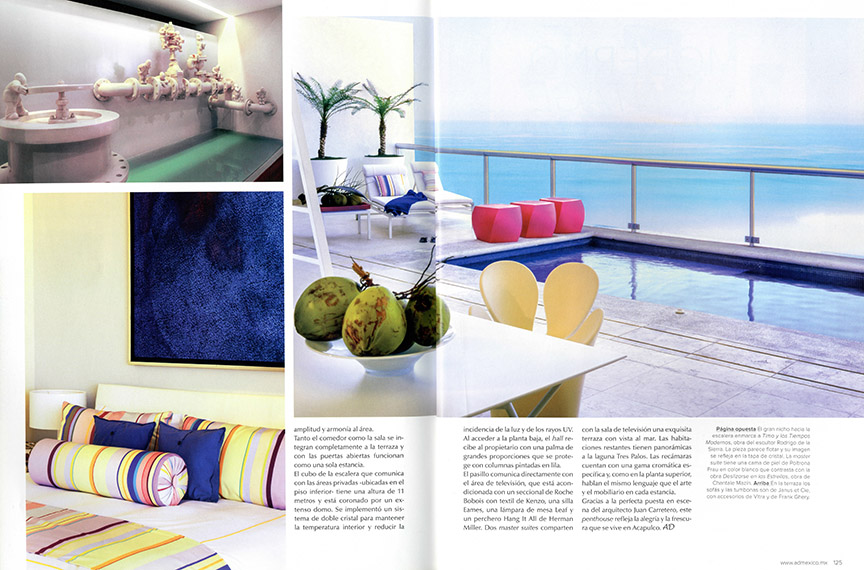 amplitud y armonía al área.
Tanto el comedor como la sala se in-
tegran completamente a la terraza y
con las puertas abiertas funcionan
como una sola estancia.
El cubo de la escalera que comunica
con las áreas privadas -ubicadas en el
piso inferior- tiene una altura de 11
metros y está coronado por un ex-
tenso domo. Se implementó un sis-
tema de doble cristal para mantener
la temperatura interior y reducir la
incidencia de la luz y de los rayos UV.
Al acceder a la planta baja, el hall re-
cibe al propietario con una palma de
grandes proporciones que se prote-
ge con columnas pintadas en lila.
El pasillo comunica directamente con
el área de televisión, que está acon-
dicionada con un seccional de Roche
Bobois con textil de Kenzo, una silla
Eames, una lámpara de mesa Leaf y
un perchero Hang It All de Herman
Miller. Dos master suites comparten
con la sala de televisión una exquisita
terraza con vista al mar. Las habita-
ciones restantes tienen panorámicas
a la laguna Tres Palos. Las recámaras
cuentan con una gama cromática es-
pecífica y, como en la planta superior,
hablan el mismo lenguaje que el arte
y el mobiliario en cada estancia.
Gracias a la perfecta puesta en esce-
na del arquitecto Juan Carretero, este
penthouse refleja la alegría y la frescu-
ra que se vive en Acapulco. AD
Página opuesta El gran nicho hacia la
escalera enmarca a Timo y los Tiempos
Modernos, obra del escultor Rodrigo de la
Sierra. La pieza parece flotar y su imagen
se refleja en la tapa de cristal. La master
suite tiene una cama de piel de Poltrona
Frau en color blanco que contrasta con la
obra Deslizarse en las Estrellas, obra de
Chantale Arriba En la terraza los
sofás y las tumbonas son de Janus et Cie,
con accesorios de Vitra y de Frank Ghery.
www.admexico.mx 125